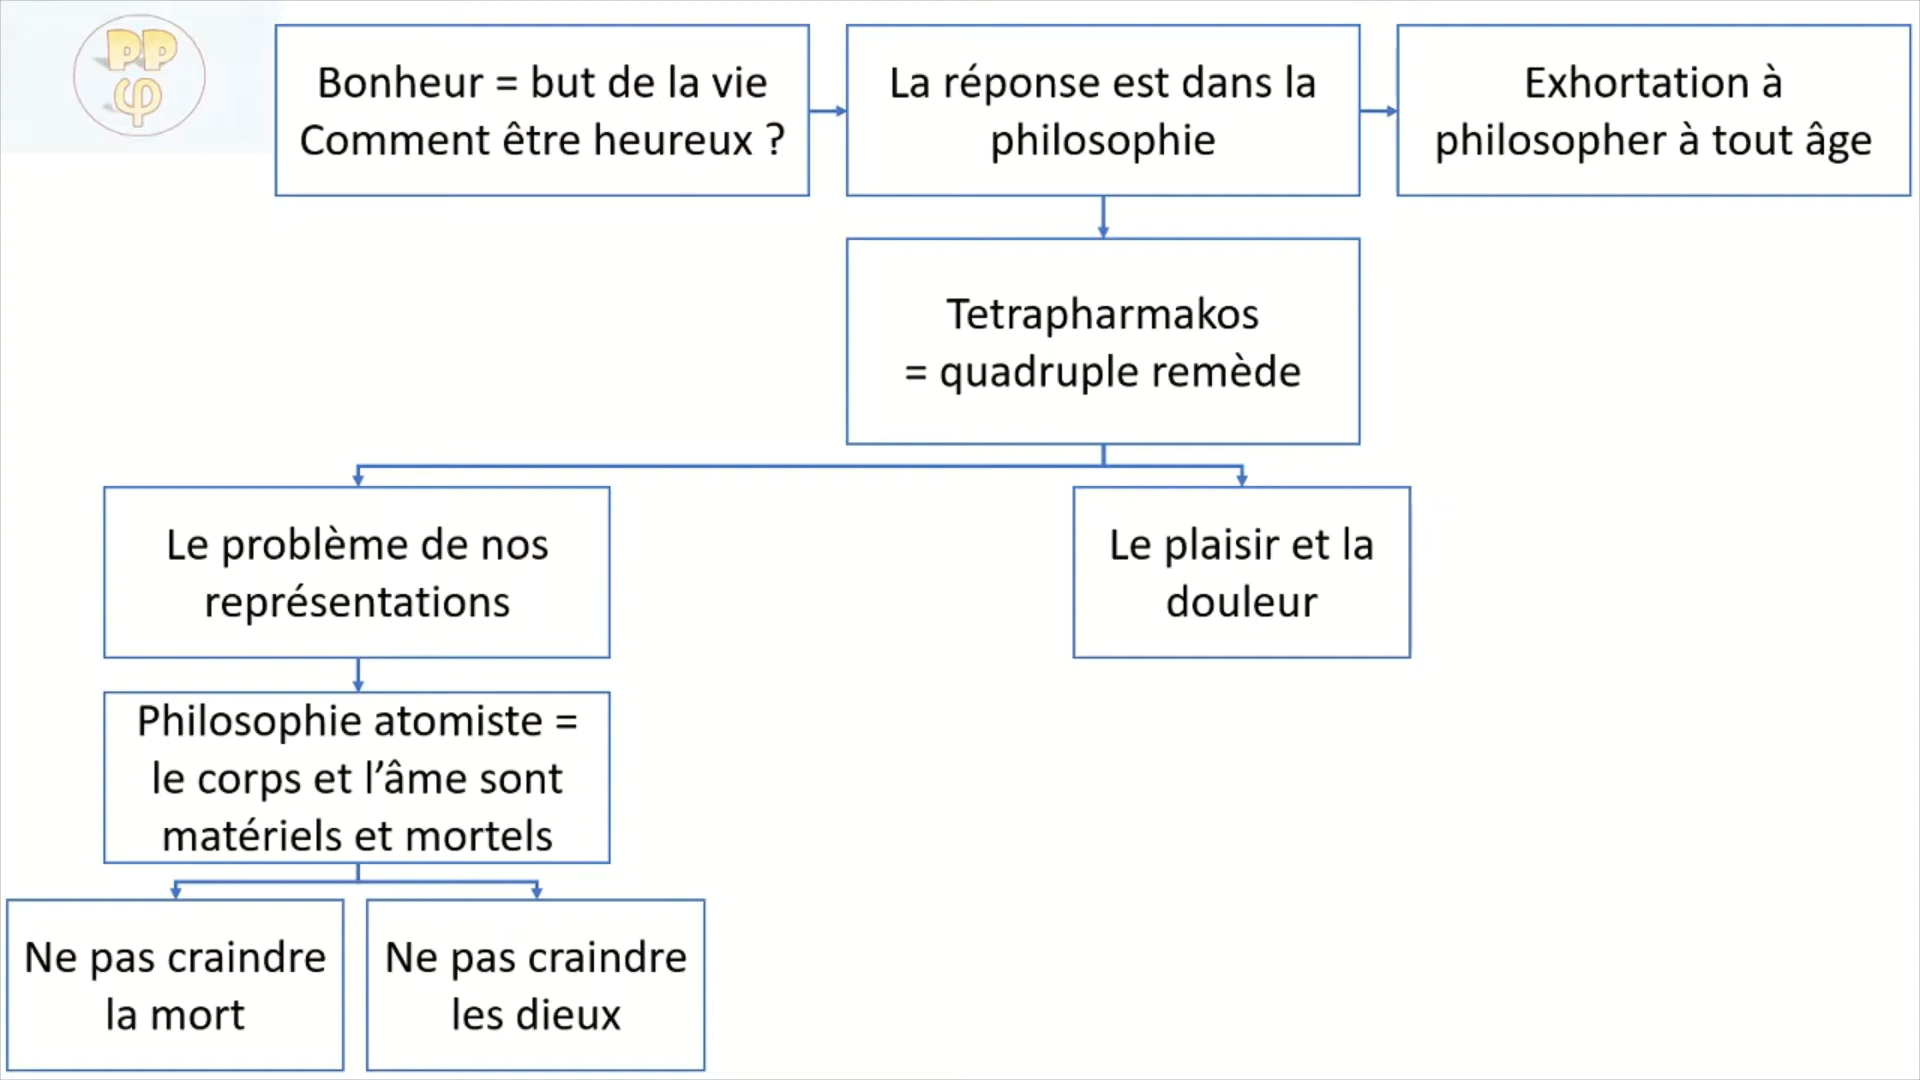 PP
φ
Bonheur = but de la vie
Comment être heureux ?
La réponse est dans la
philosophie
Exhortation à
philosopher à tout âge
Tetrapharmakos
= quadruple remède
Le problème de nos
représentations
Le plaisir et la
douleur
Philosophie atomiste =
le corps et l’âme sont
matériels et mortels
Ne pas craindre
la mort
Ne pas craindre
les dieux